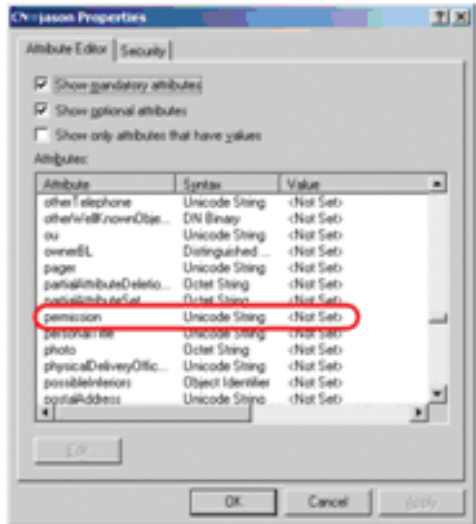 CN=jason Properties
Attribute Editor Security
Show mandatory attributes
Show optional attributes
Show only attributes that have values
Attributes:
Attribute Syntax Value
otherTelephone Unicode String <Not Set>
otherWellKnownObje... DN Binary <Not Set>
ou Unicode String <Not Set>
ownerBL Distinguished ... <Not Set>
pager Unicode String <Not Set>
partialAttributeDeletio... Octet String <Not Set>
partialAttributeSet Octet String <Not Set>
permission Unicode String <Not Set>
personalTitle Unicode String <Not Set>
photo Octet String <Not Set>
physicalDeliveryOffic... Unicode String <Not Set>
possibleInferiors Object Identifier <Not Set>
postalAddress Unicode String <Not Set>
Edit
OK Cancel Apply